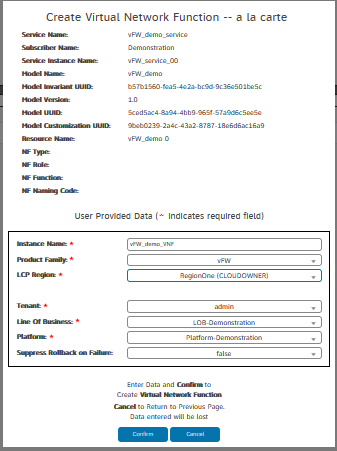 Create Virtual Network Function -- a la carte
Service Name: vFW_demo_service
Subscriber Name: Demonstration
Service Instance Name: vFW_service_00
Model Name: vFW_demo
Model Invariant UUID: b57b1560-fea5-4e2a-bc9d-9c36e501be5c
Model Version: 1.0
Model UUID: 5ced5ac4-8a94-4bb9-965f-57a9d6c5ee5e
Model Customization UUID: 9beb0239-2a4c-43a2-8787-18e6d6ac16a9
Resource Name: vFW_demo 0
NF Type:
NF Role:
NF Function:
NF Naming Code:
User Provided Data (~ indicates required field)
Instance Name: * vFW_demo_VNF
Product Family: * vFW
LCP Region: * RegionOne (CLOUDOWNER)
Tenant: * admin
Line Of Business: * LOB-Demonstration
Platform: * Platform-Demonstration
Suppress Rollback on Failure: false
Enter Data and Confirm to
Create Virtual Network Function
Cancel to Return to Previous Page.
Data entered will be lost
Confirm Cancel